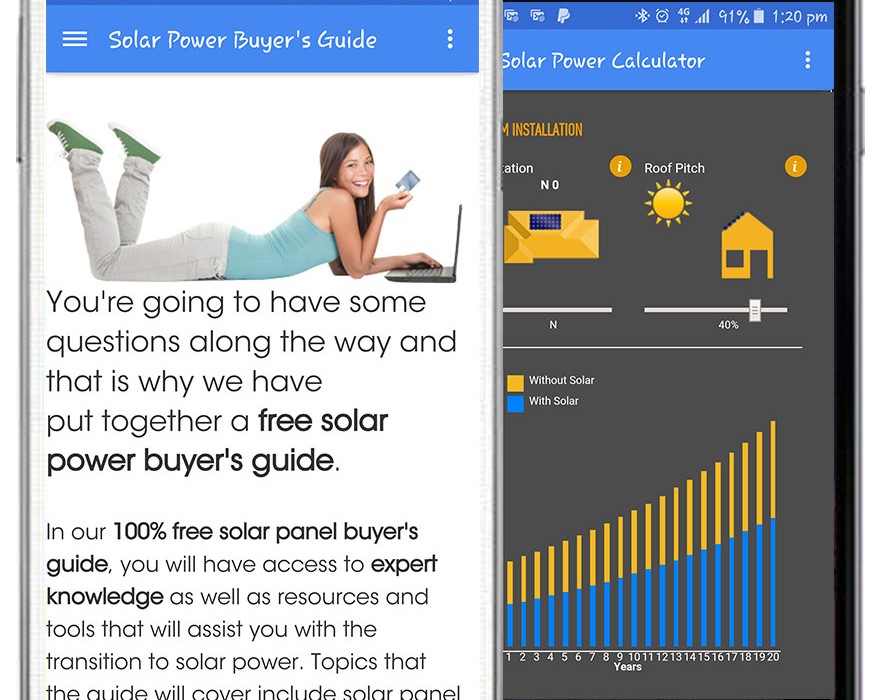 Solar Power Buyer's Guide
You're going to have some
questions along the way and
that is why we have
put together a free solar
power buyer's guide.
In our 100% free solar panel buyer's
guide, you will have access to expert
knowledge as well as resources and
tools that will assist you with the
transition to solar power. Topics that
the guide will cover include solar panel
4G 91% 1:20 pm
Solar Power Calculator
M INSTALLATION
tation i Roof Pitch i
N 0
N 40%
Without Solar
With Solar
1 2 3 4 5 6 7 8 9 10 11 12 13 14 15 16 17 18 19 20
Years